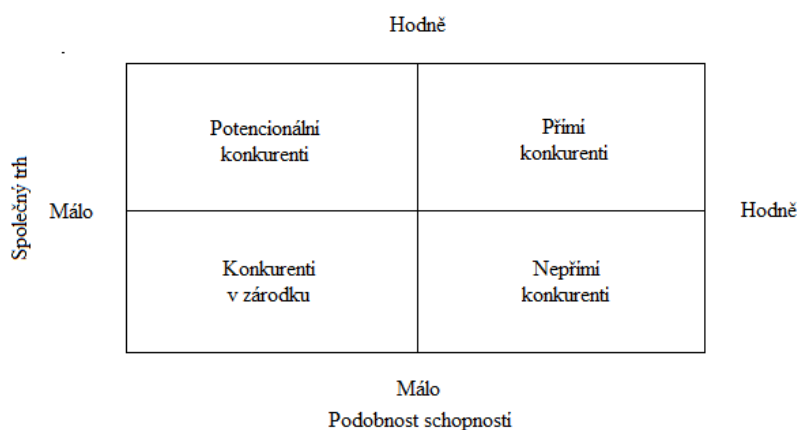 Hodně
Potencionální
konkurenti
Přímí
konkurenti
Společný trh
Málo
Hodně
Konkurenti
v zárodku
Nepřímí
konkurenti
Málo
Podobnost schopností